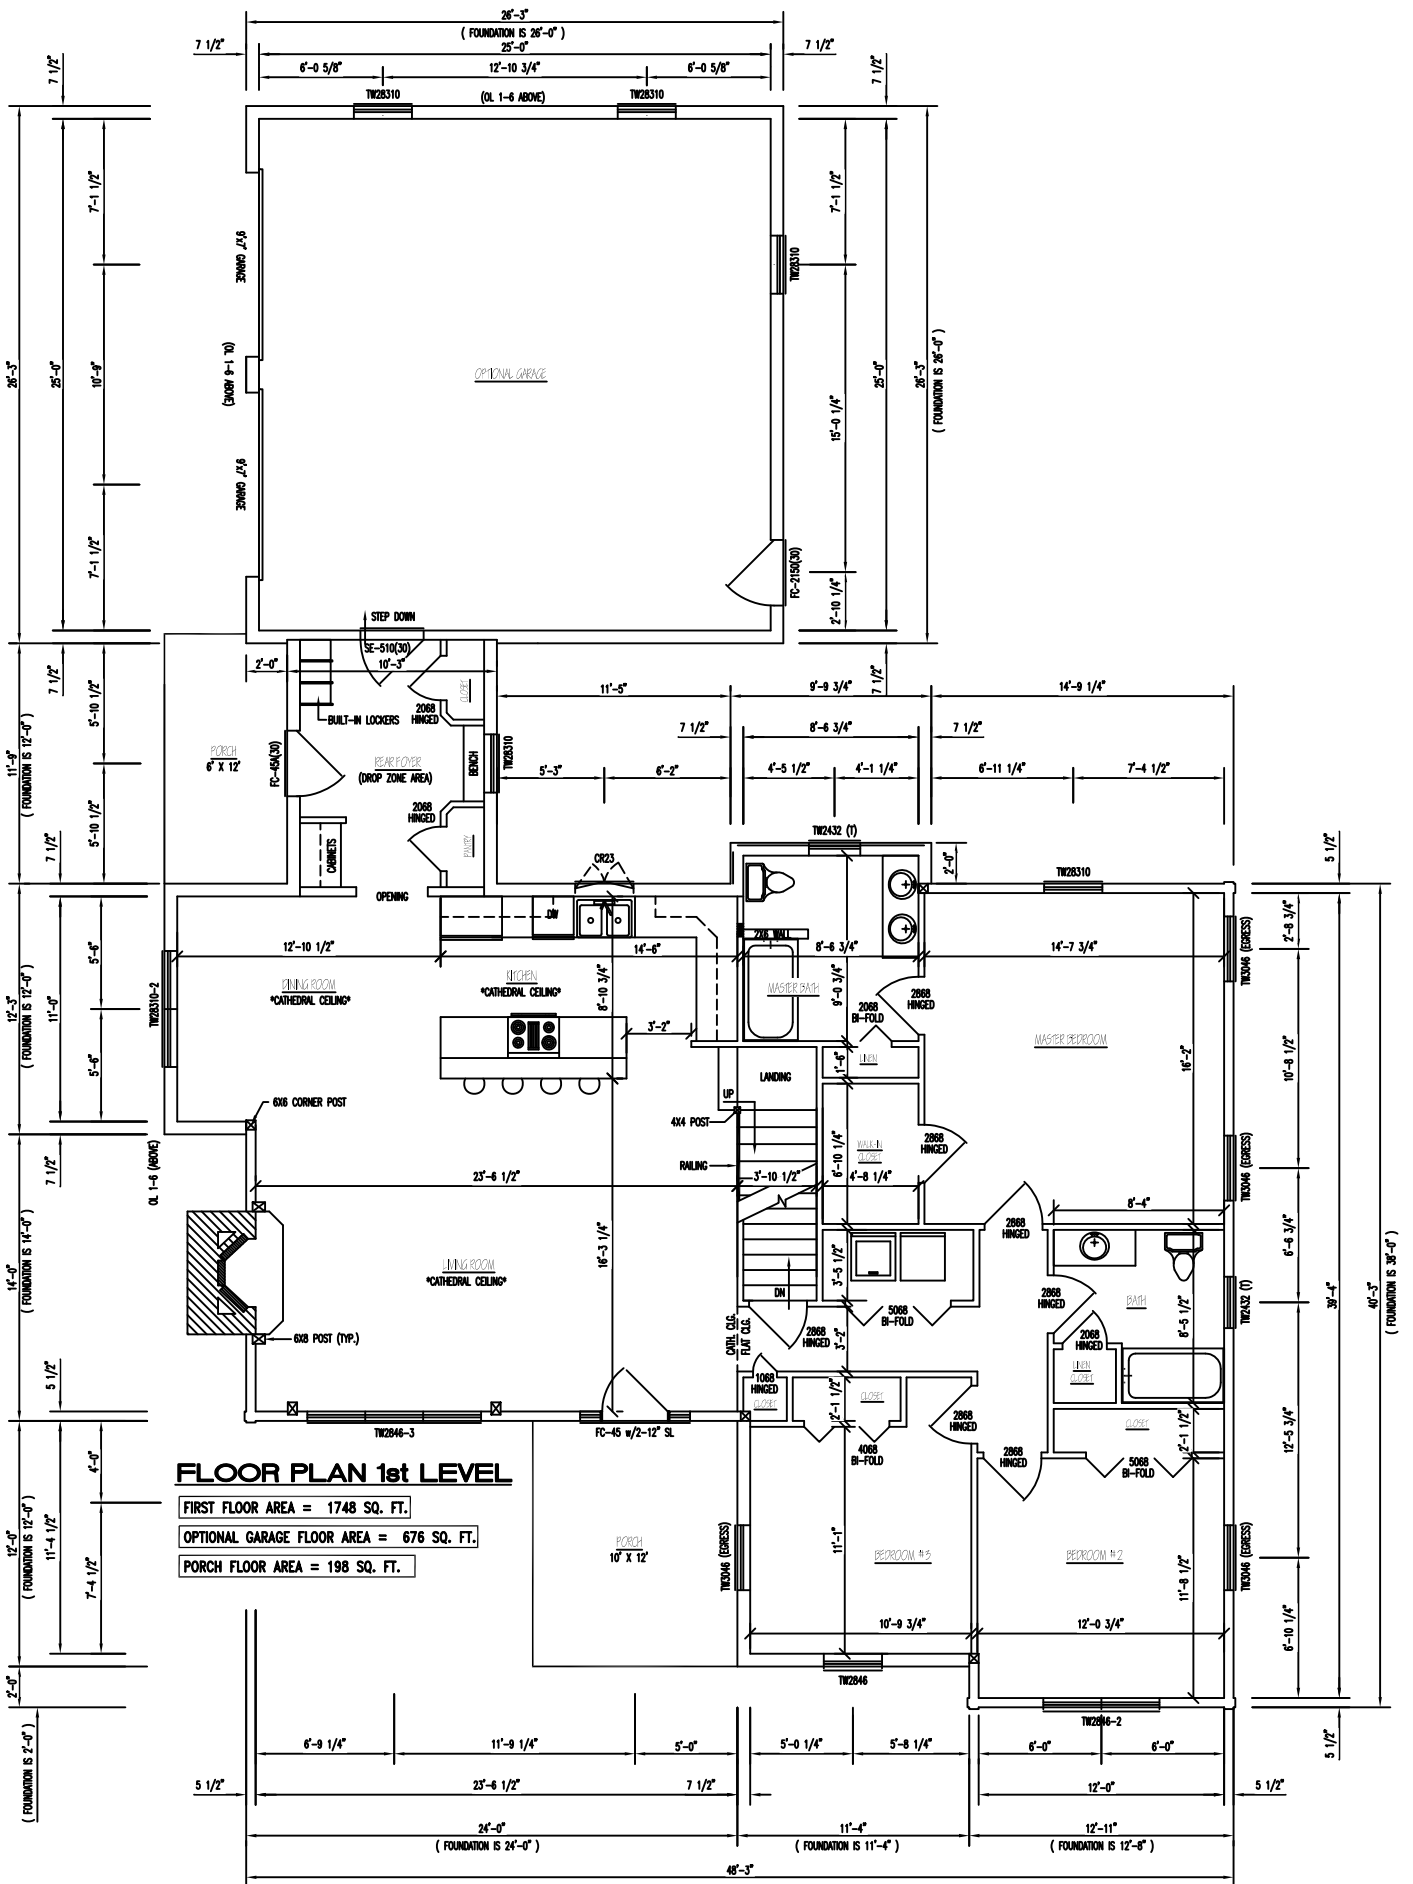 26'-3"
( FOUNDATION IS 26'-0" )
7 1/2"
25'-0"
7 1/2"
6'-0 5/8"
12'-10 3/4"
6'-0 5/8"
7 1/2"
7 1/2"
TW28310
(OL 1-6 ABOVE)
TW28310
26'-3"
25'-0"
7'-1 1/2"
10'-9"
7'-1 1/2"
9'x7' GARAGE
(OL 1-6 ABOVE)
9'x7' GARAGE
OPTIONAL GARAGE
TW28310
FC-2150(30)
7'-1 1/2"
15'-0 1/4"
2'-10 1/4"
25'-0"
26'-3"
( FOUNDATION IS 26'-0" )
7 1/2"
STEP DOWN
SE-510(30)
2'-0"
10'-3"
7 1/2"
5'-10 1/2"
5'-10 1/2"
11'-9"
( FOUNDATION IS 12'-0" )
7 1/2"
PORCH
6' X 12'
BUILT-IN LOCKERS
2068
HINGED
CLOSET
FC-45A(30)
REAR FOYER
(DROP ZONE AREA)
BENCH
TW28310
2068
HINGED
PANTRY
CABINETS
OPENING
11'-5"
9'-9 3/4"
14'-9 1/4"
7 1/2"
8'-6 3/4"
7 1/2"
5'-3"
6'-2"
4'-5 1/2"
4'-1 1/4"
6'-11 1/4"
7'-4 1/2"
TW2432 (T)
2'-0"
TW28310
5 1/2"
CR23
DW
12'-10 1/2"
14'-6"
2X6 WALL
8'-6 3/4"
14'-7 3/4"
DINING ROOM
*CATHEDRAL CEILING*
KITCHEN
*CATHEDRAL CEILING*
8'-10 3/4"
3'-2"
MASTER BATH
9'-0 3/4"
2868
HINGED
2068
BI-FOLD
LINEN
1'-6"
MASTER BEDROOM
16'-2"
TW3046 (EGRESS)
2'-8 3/4"
10'-8 1/2"
TW3046 (EGRESS)
5'-6"
11'-0"
12'-3"
( FOUNDATION IS 12'-0" )
5'-6"
TW28310-2
7 1/2"
OL 1-6 (ABOVE)
6X6 CORNER POST
LANDING
UP
4X4 POST
RAILING
23'-6 1/2"
3'-10 1/2"
6'-10 1/4"
WALK-IN
CLOSET
4'-8 1/4"
2868
HINGED
8'-4"
2868
HINGED
6'-6 3/4"
14'-0"
( FOUNDATION IS 14'-0" )
LIVING ROOM
*CATHEDRAL CEILING*
16'-3 1/4"
6X8 POST (TYP.)
DN
3'-5 1/2"
5068
BI-FOLD
CATH. CLG.
FLAT CLG.
2868
HINGED
3'-2"
2868
HINGED
BATH
8'-5 1/2"
2068
HINGED
LINEN
CLOSET
TW2432 (T)
39'-4"
40'-3"
( FOUNDATION IS 38'-0" )
5 1/2"
1068
HINGED
CLOSET
2'-1 1/2"
CLOSET
4068
BI-FOLD
2868
HINGED
2868
HINGED
CLOSET
2'-1 1/2"
5068
BI-FOLD
12'-5 3/4"
TW2846-3
FC-45 w/2-12" SL
FLOOR PLAN 1st LEVEL
FIRST FLOOR AREA = 1748 SQ. FT.
OPTIONAL GARAGE FLOOR AREA = 676 SQ. FT.
PORCH FLOOR AREA = 198 SQ. FT.
4'-0"
11'-4 1/2"
7'-4 1/2"
12'-0"
( FOUNDATION IS 12'-0" )
2'-0"
( FOUNDATION IS 2'-0" )
PORCH
10' X 12'
TW3046 (EGRESS)
11'-1"
BEDROOM #3
BEDROOM #2
11'-8 1/2"
TW3046 (EGRESS)
6'-10 1/4"
10'-9 3/4"
12'-0 3/4"
TW2846
TW2846-2
5 1/2"
6'-9 1/4"
11'-9 1/4"
5'-0"
5'-0 1/4"
5'-8 1/4"
6'-0"
6'-0"
5 1/2"
23'-6 1/2"
7 1/2"
12'-0"
5 1/2"
24'-0"
( FOUNDATION IS 24'-0" )
11'-4"
( FOUNDATION IS 11'-4" )
12'-11"
( FOUNDATION IS 12'-8" )
48'-3"